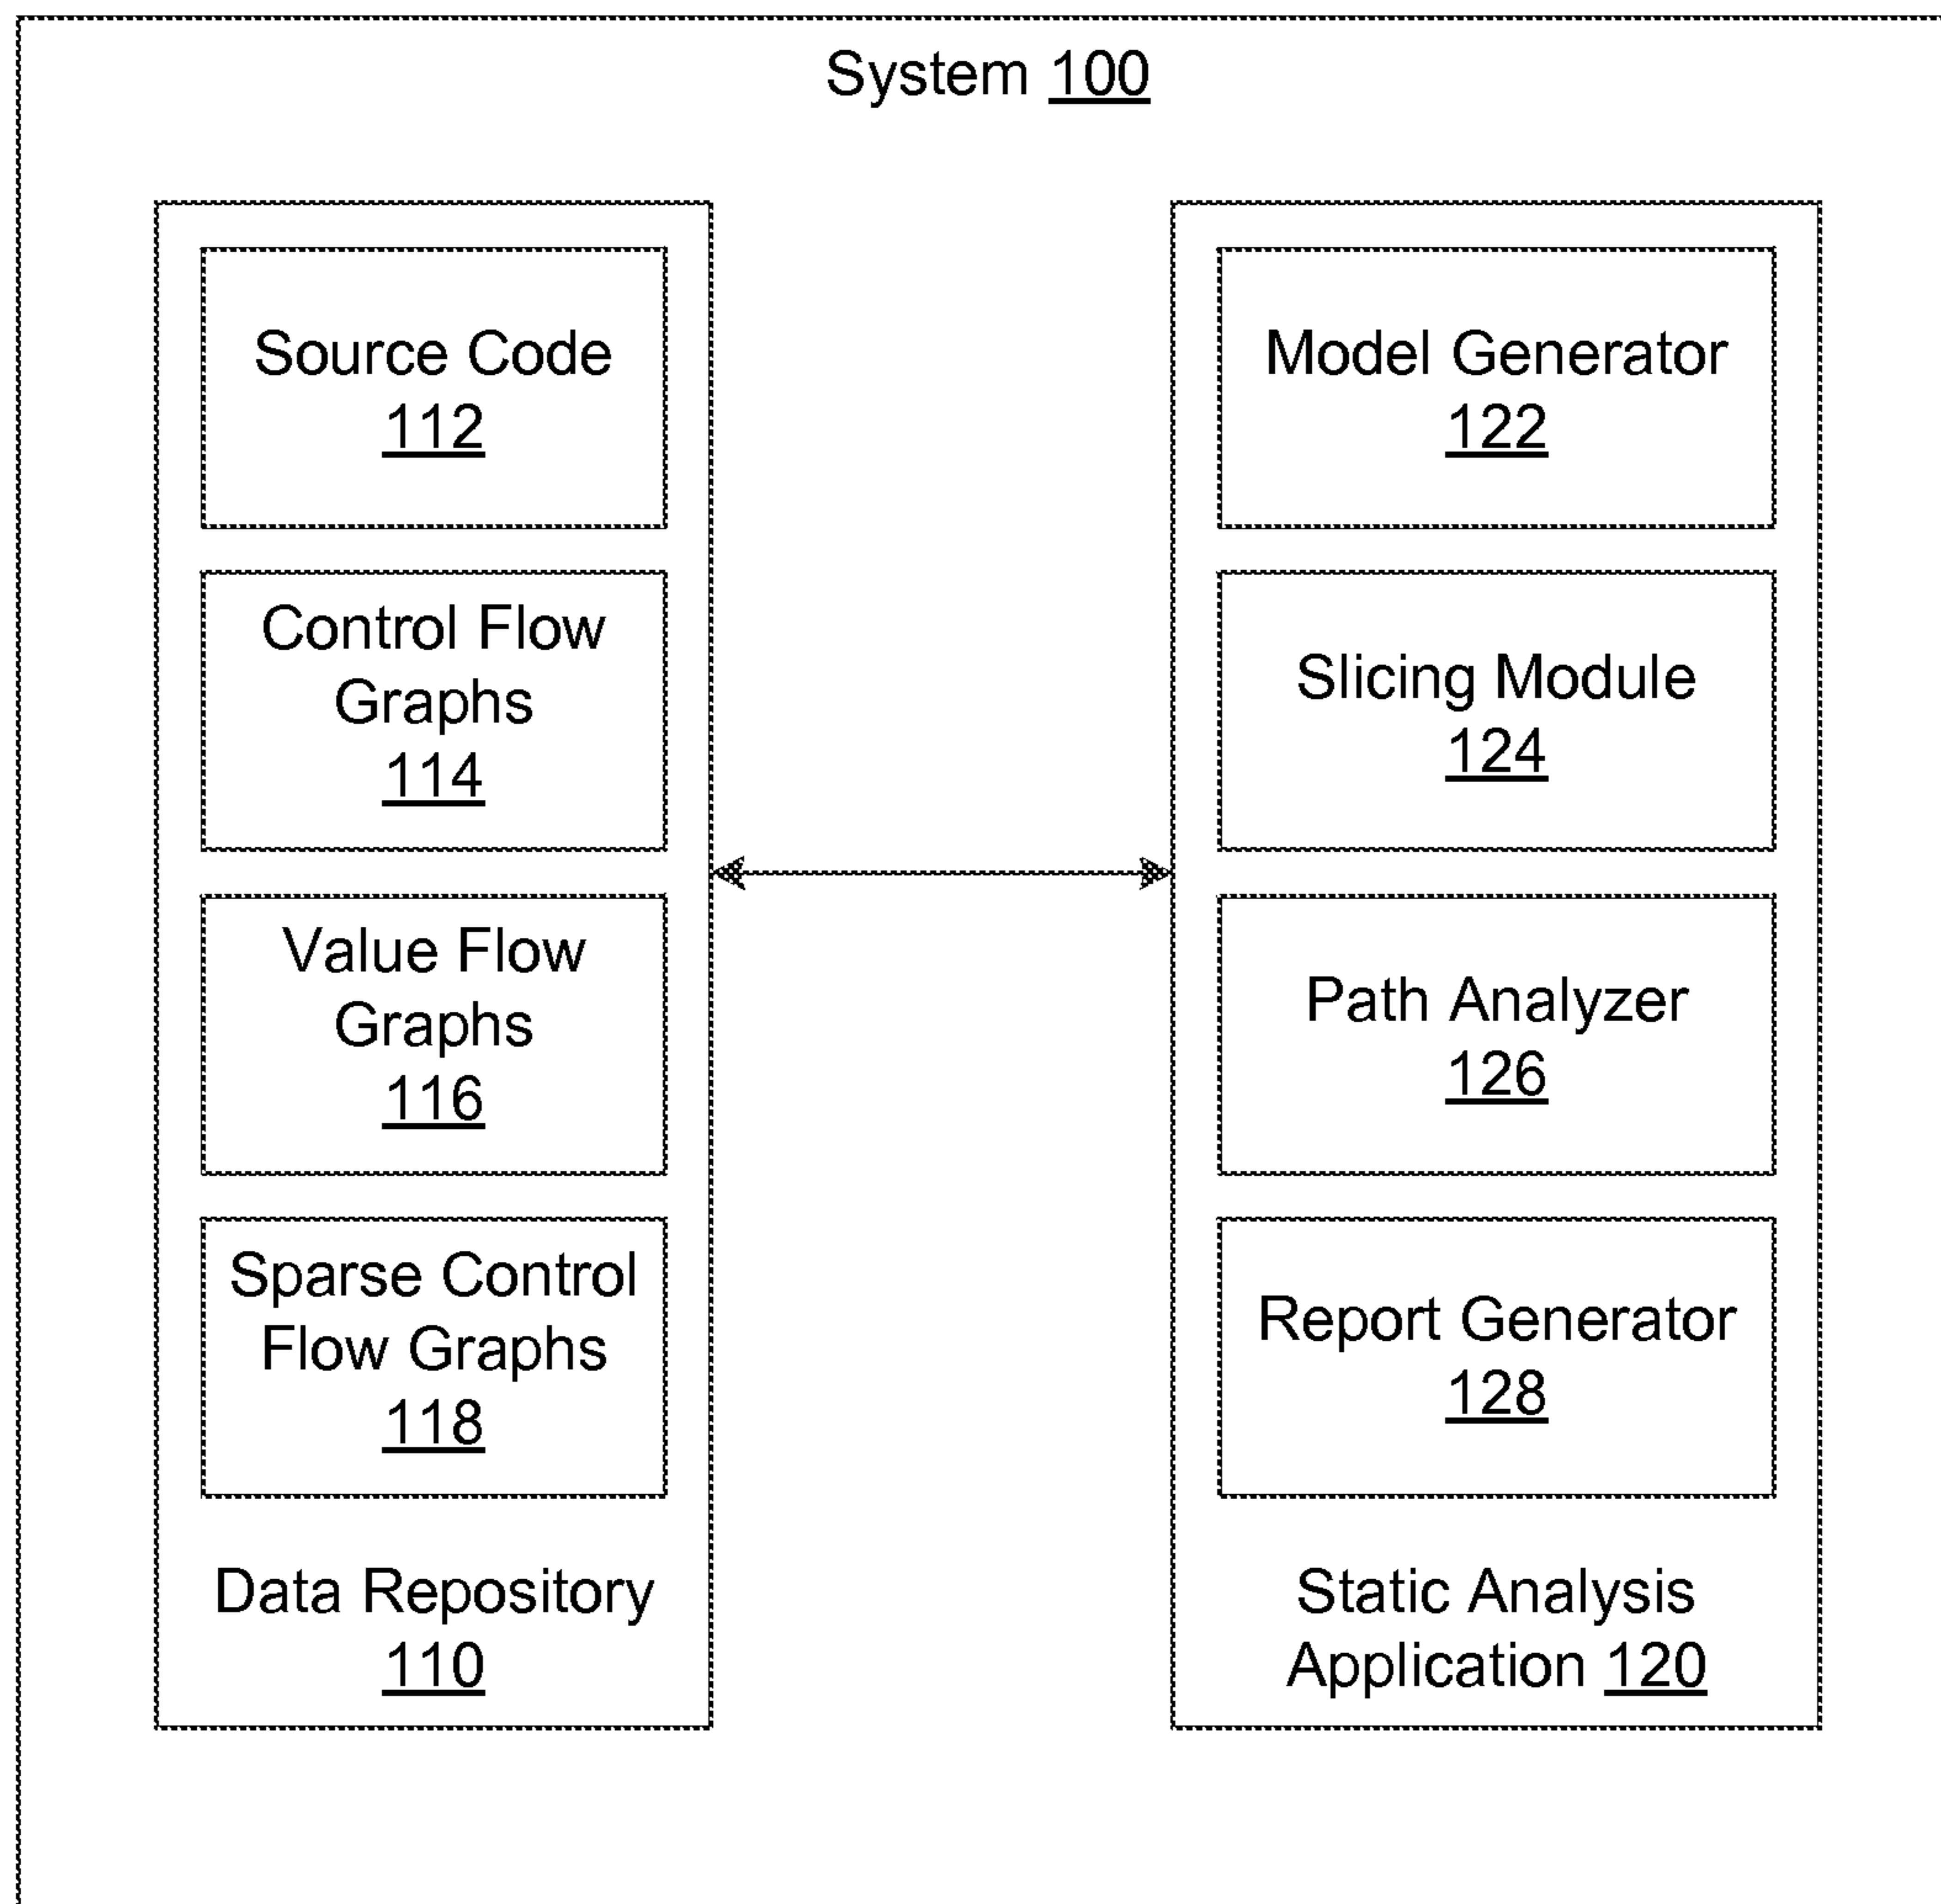 System 100
Source Code
112
Control Flow
Graphs
114
Value Flow
Graphs
116
Sparse Control
Flow Graphs
118
Data Repository
110
Model Generator
122
Slicing Module
124
Path Analyzer
126
Report Generator
128
Static Analysis
Application 120